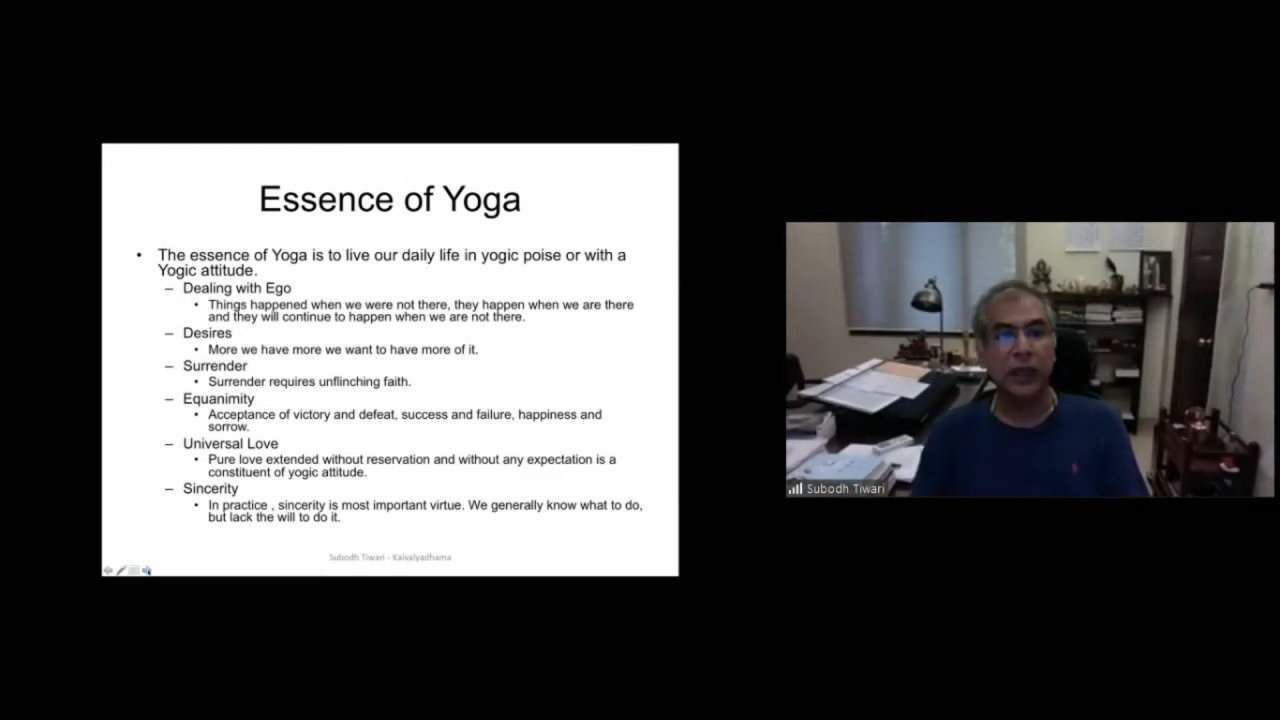 Essence of Yoga
• The essence of Yoga is to live our daily life in yogic poise or with a
Yogic attitude.
– Dealing with Ego
• Things happened when we were not there, they happen when we are there
and they will continue to happen when we are not there.
– Desires
• More we have more we want to have more of it.
– Surrender
• Surrender requires unflinching faith.
– Equanimity
• Acceptance of victory and defeat, success and failure, happiness and
sorrow.
– Universal Love
• Pure love extended without reservation and without any expectation is a
constituent of yogic attitude.
– Sincerity
• In practice , sincerity is most important virtue. We generally know what to do,
but lack the will to do it.
Subodh Tiwari - Kaivalyadhama
Subodh Tiwari